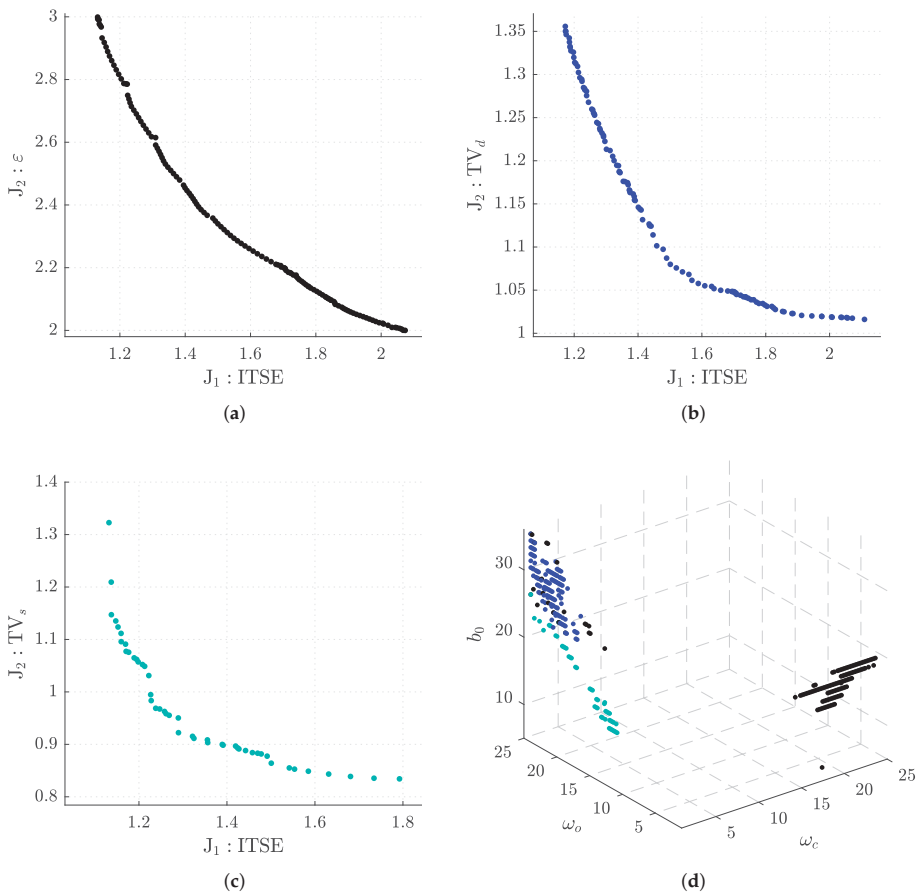 3
2.8
2.6
2.4
2.2
2
J₂ : ε
1.2 1.4 1.6 1.8 2
J₁ : ITSE
(a)
1.35
1.3
1.25
1.2
1.15
1.1
1.05
1
J₂ : TV_d
1.2 1.4 1.6 1.8 2
J₁ : ITSE
(b)
1.4
1.3
1.2
1.1
1
0.9
0.8
J₂ : TV_s
1.2 1.4 1.6 1.8
J₁ : ITSE
(c)
30
20
10
b₀
25 20 15 10 5
ω_o
5 10 15 20 25
ω_c
(d)